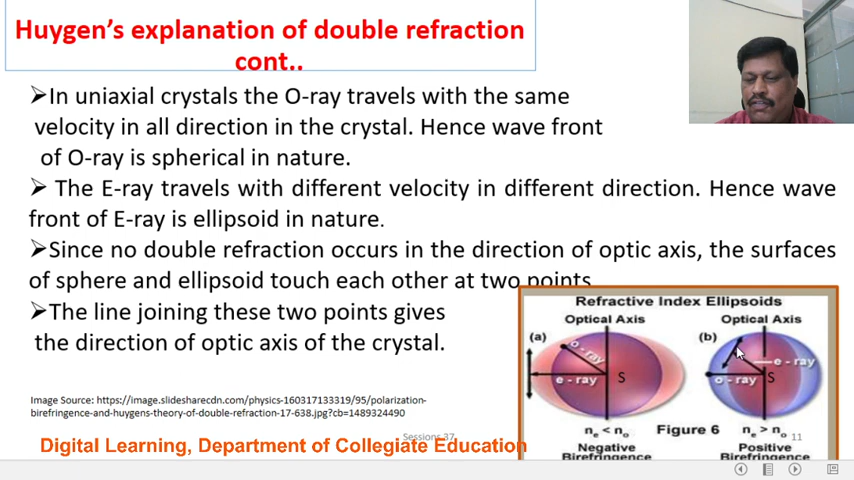 Huygen's explanation of double refraction
cont..
➢In uniaxial crystals the O-ray travels with the same
velocity in all direction in the crystal. Hence wave front
of O-ray is spherical in nature.
➢ The E-ray travels with different velocity in different direction. Hence wave
front of E-ray is ellipsoid in nature.
➢Since no double refraction occurs in the direction of optic axis, the surfaces
of sphere and ellipsoid touch each other at two points
➢The line joining these two points gives
the direction of optic axis of the crystal.
Refractive Index Ellipsoids
Optical Axis
Optical Axis
(a)
o - ray
e - ray
S
(b)
e - ray
o - ray
S
ne < no
Figure 6
ne > no
Negative
Birefringence
Positive
Birefringence
Image Source: https://image.slidesharecdn.com/physics-160317133319/95/polarization-
birefringence-and-huygens-theory-of-double-refraction-17-638.jpg?cb=1489324490
Sessions 37
11
Digital Learning, Department of Collegiate Education